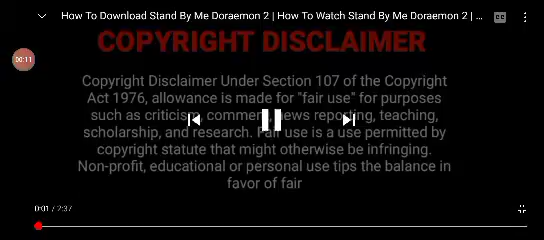 How To Download Stand By Me Doraemon 2 | How To Watch Stand By Me Doraemon 2 | ...
CC
COPYRIGHT DISCLAIMER
00:11
Copyright Disclaimer Under Section 107 of the Copyright
Act 1976, allowance is made for "fair use" for purposes
such as criticism, comment, news reporting, teaching,
scholarship, and research. Fair use is a use permitted by
copyright statute that might otherwise be infringing.
Non-profit, educational or personal use tips the balance in
favor of fair
0:01 / 2:37